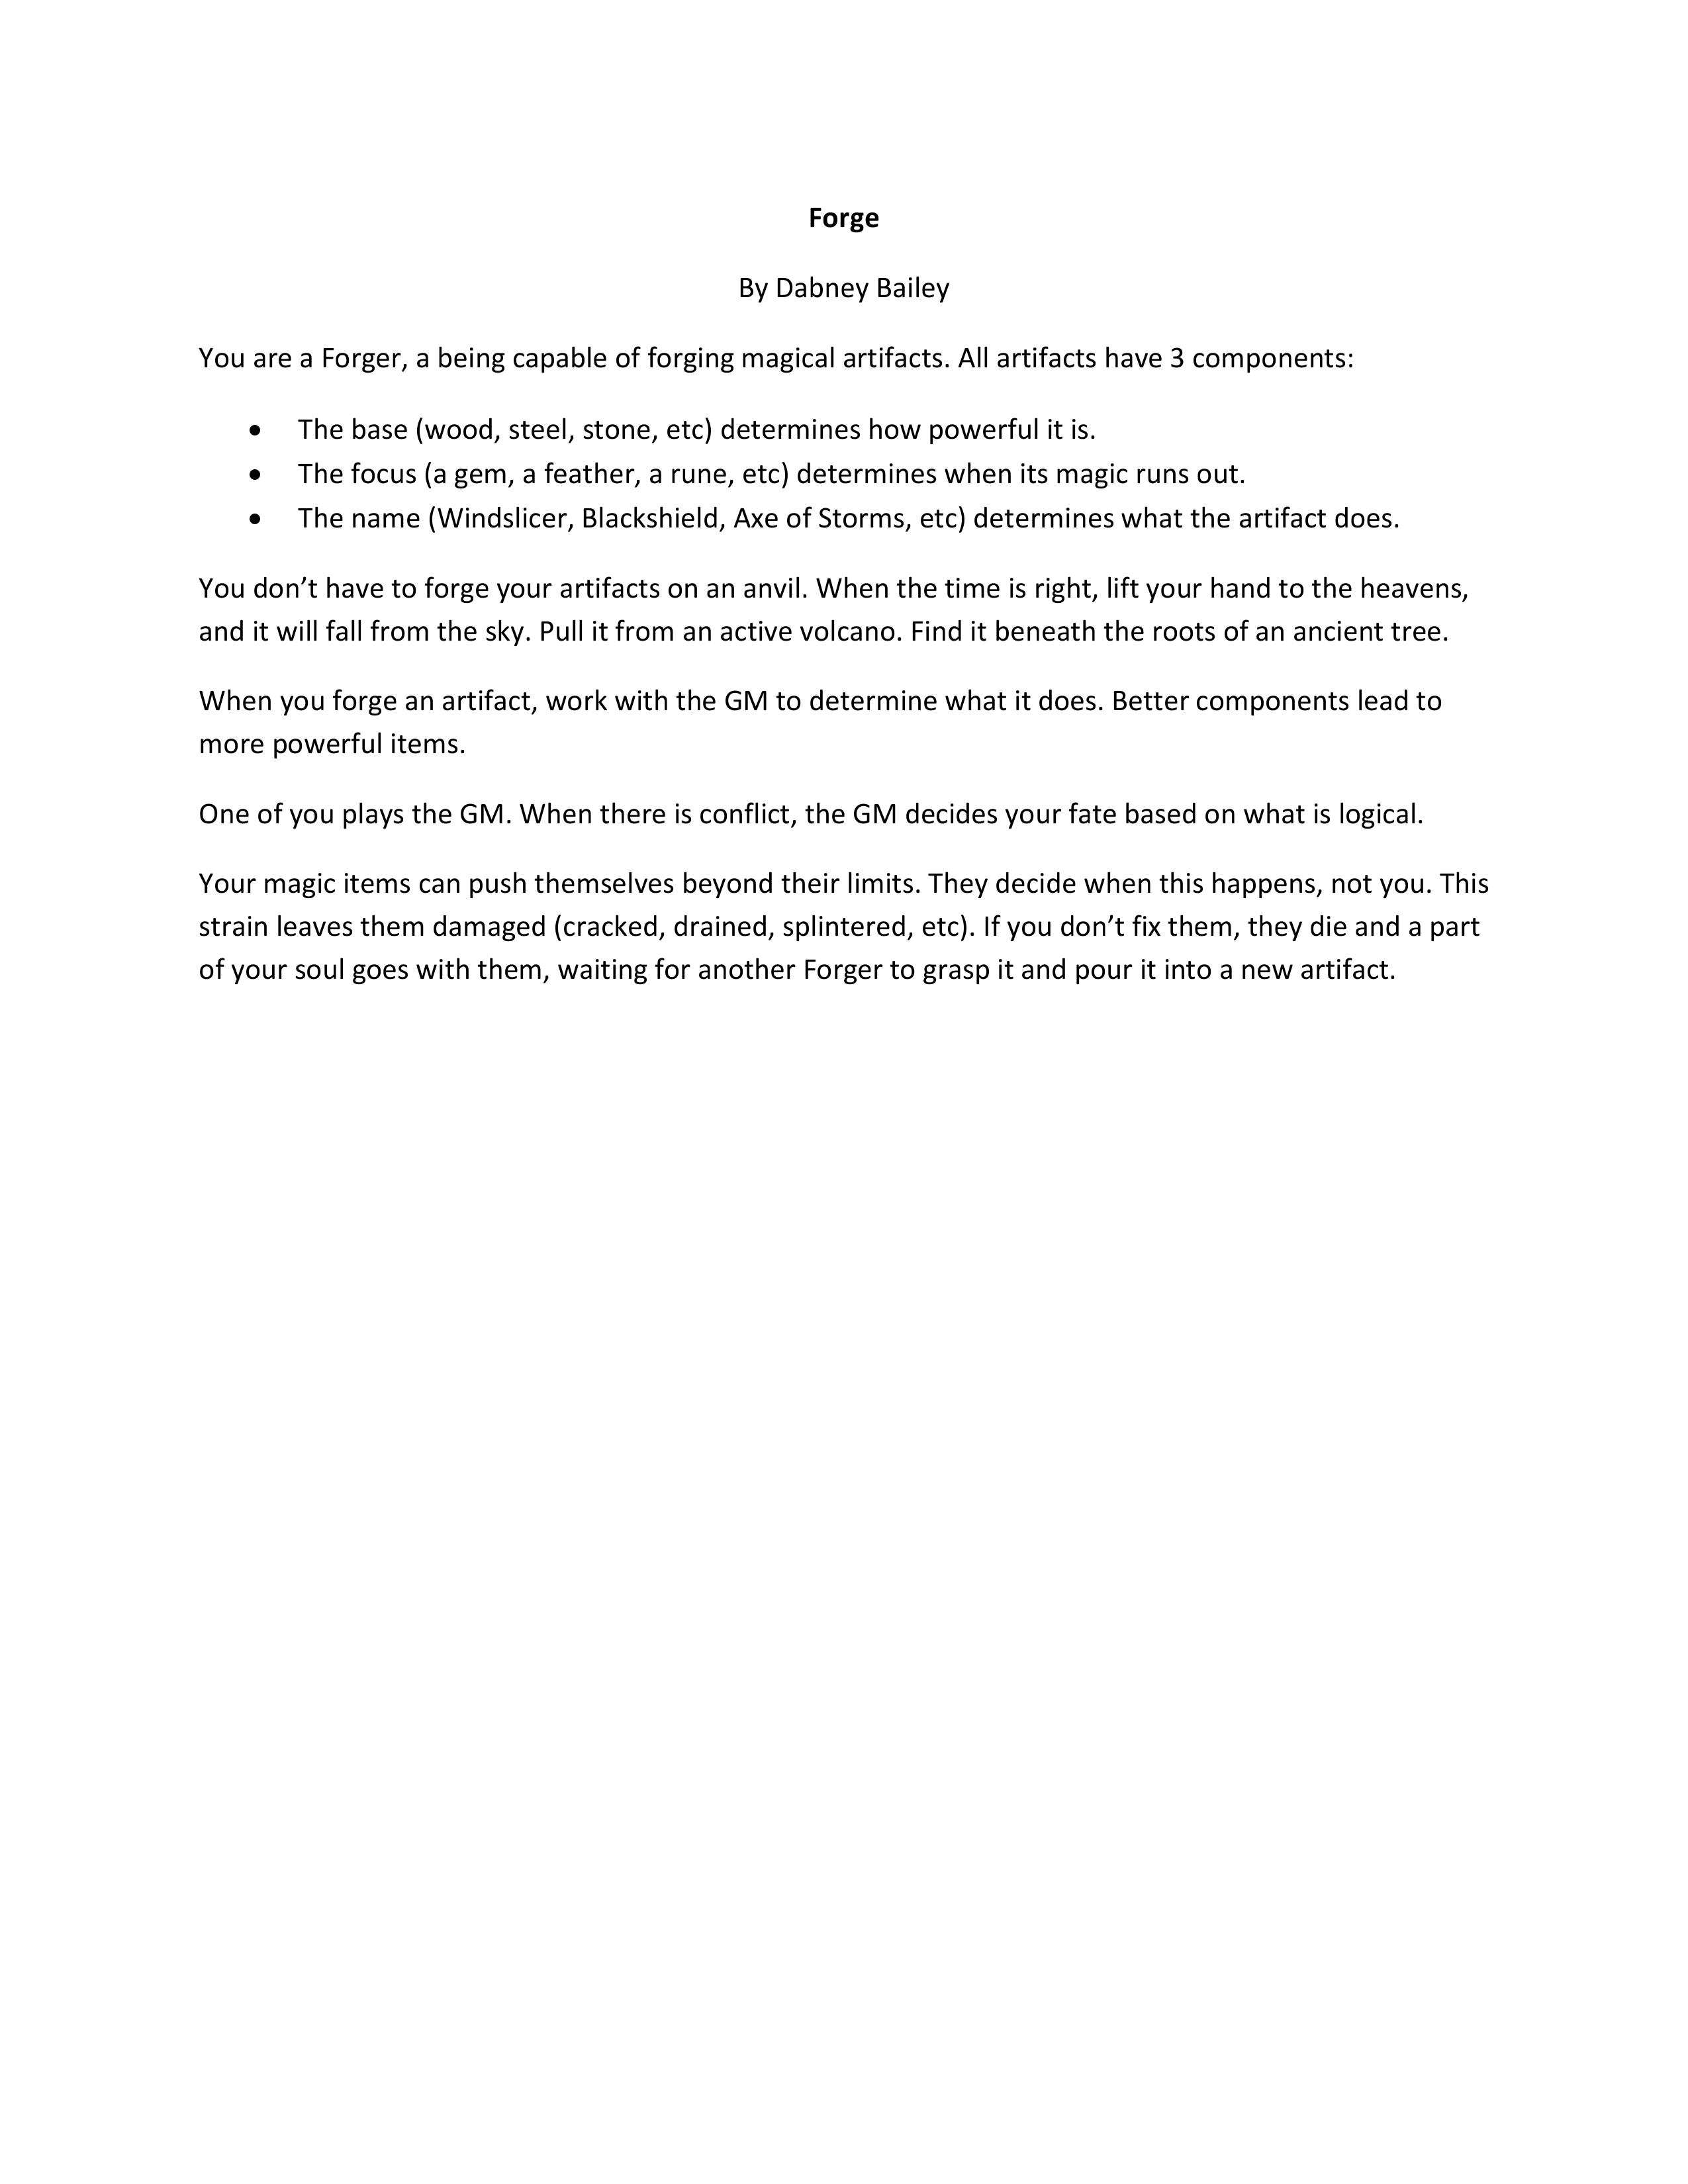 Forge
By Dabney Bailey
You are a Forger, a being capable of forging magical artifacts. All artifacts have 3 components:
• The base (wood, steel, stone, etc) determines how powerful it is.
• The focus (a gem, a feather, a rune, etc) determines when its magic runs out.
• The name (Windslicer, Blackshield, Axe of Storms, etc) determines what the artifact does.
You don’t have to forge your artifacts on an anvil. When the time is right, lift your hand to the heavens,
and it will fall from the sky. Pull it from an active volcano. Find it beneath the roots of an ancient tree.
When you forge an artifact, work with the GM to determine what it does. Better components lead to
more powerful items.
One of you plays the GM. When there is conflict, the GM decides your fate based on what is logical.
Your magic items can push themselves beyond their limits. They decide when this happens, not you. This
strain leaves them damaged (cracked, drained, splintered, etc). If you don’t fix them, they die and a part
of your soul goes with them, waiting for another Forger to grasp it and pour it into a new artifact.